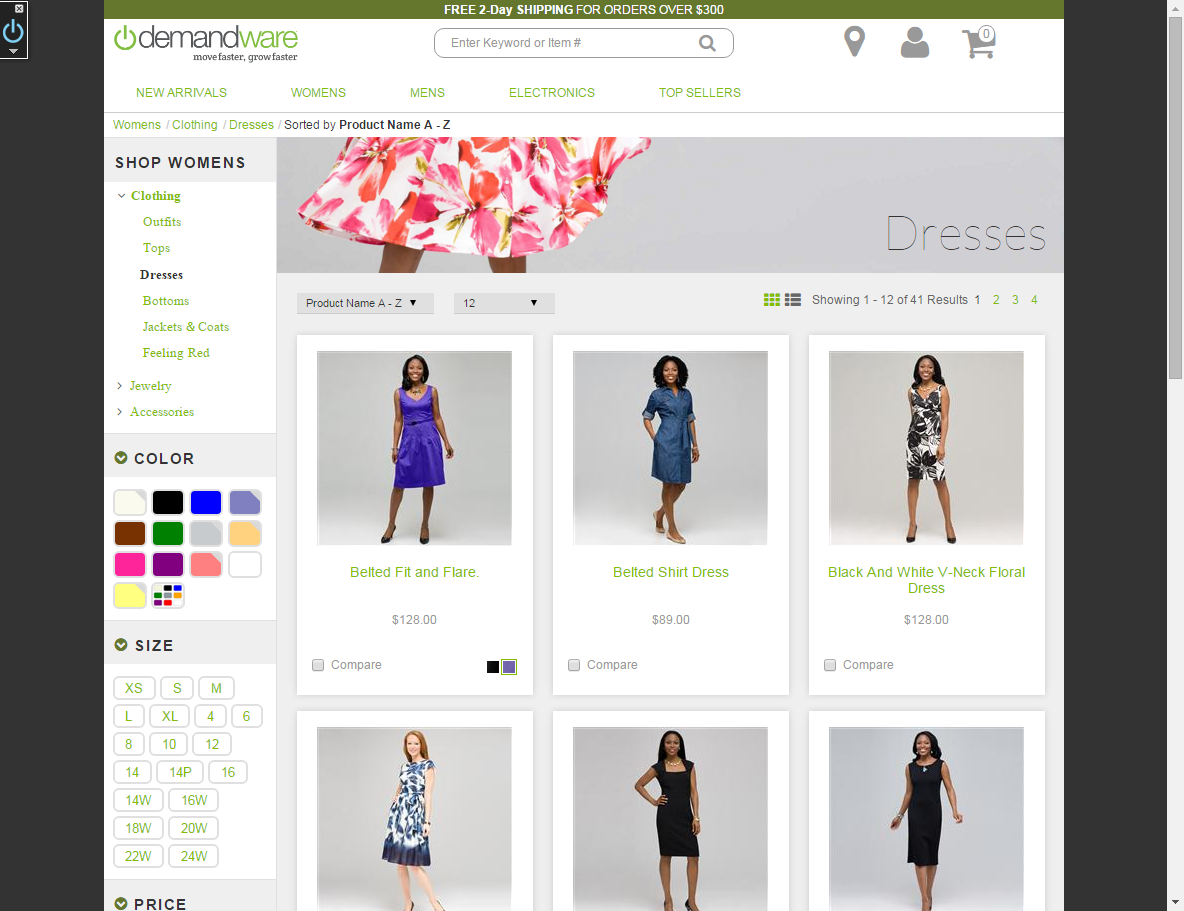 FREE 2-Day SHIPPING FOR ORDERS OVER $300
demandware
move faster, grow faster
Enter Keyword or Item #
0
NEW ARRIVALS WOMENS MENS ELECTRONICS TOP SELLERS
Womens / Clothing / Dresses / Sorted by Product Name A - Z
SHOP WOMENS
Clothing
Outfits
Tops
Dresses
Bottoms
Jackets & Coats
Feeling Red
Jewelry
Accessories
COLOR
SIZE
XS S M
L XL 4 6
8 10 12
14 14P 16
14W 16W
18W 20W
22W 24W
PRICE
Dresses
Product Name A - Z 12 Showing 1 - 12 of 41 Results 1 2 3 4
Belted Fit and Flare.
$128.00
Compare
Belted Shirt Dress
$89.00
Compare
Black And White V-Neck Floral
Dress
$128.00
Compare